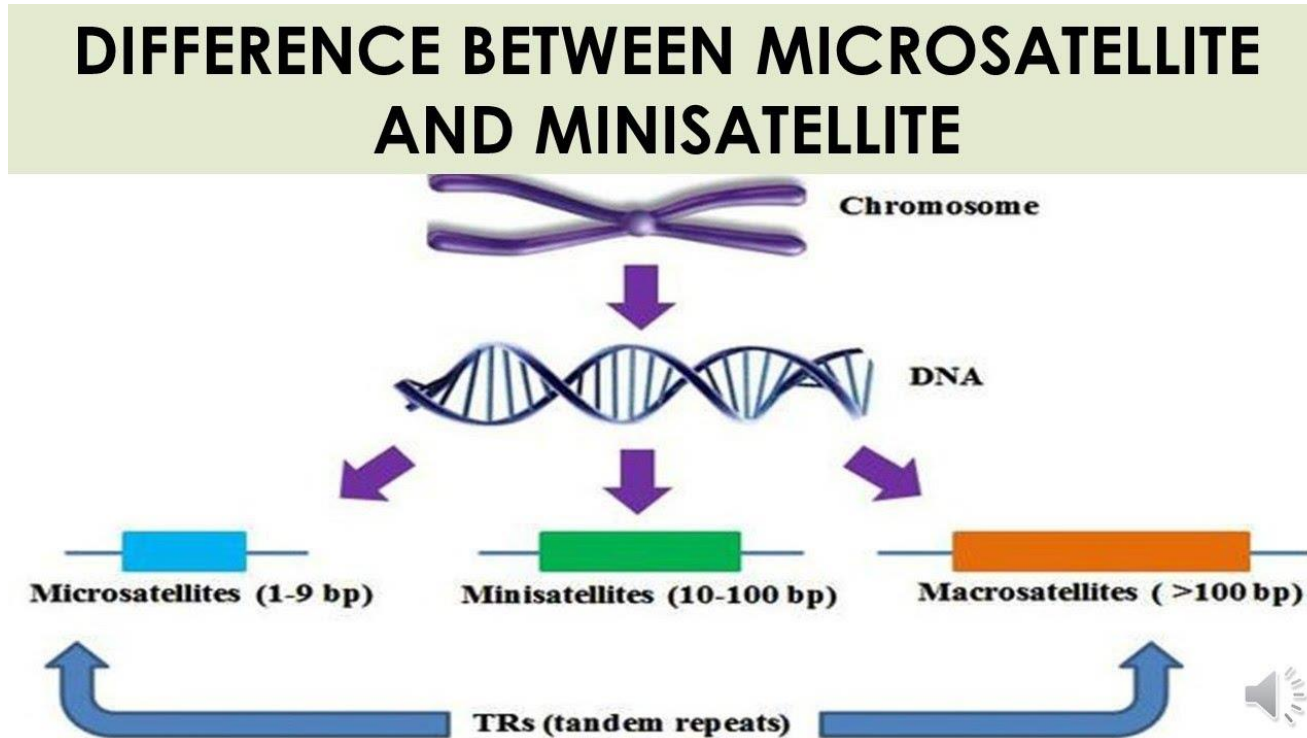 DIFFERENCE BETWEEN MICROSATELLITE
AND MINISATELLITE
Chromosome
DNA
Microsatellites (1-9 bp)
Minisatellites (10-100 bp)
Macrosatellites ( >100 bp)
TRs (tandem repeats)